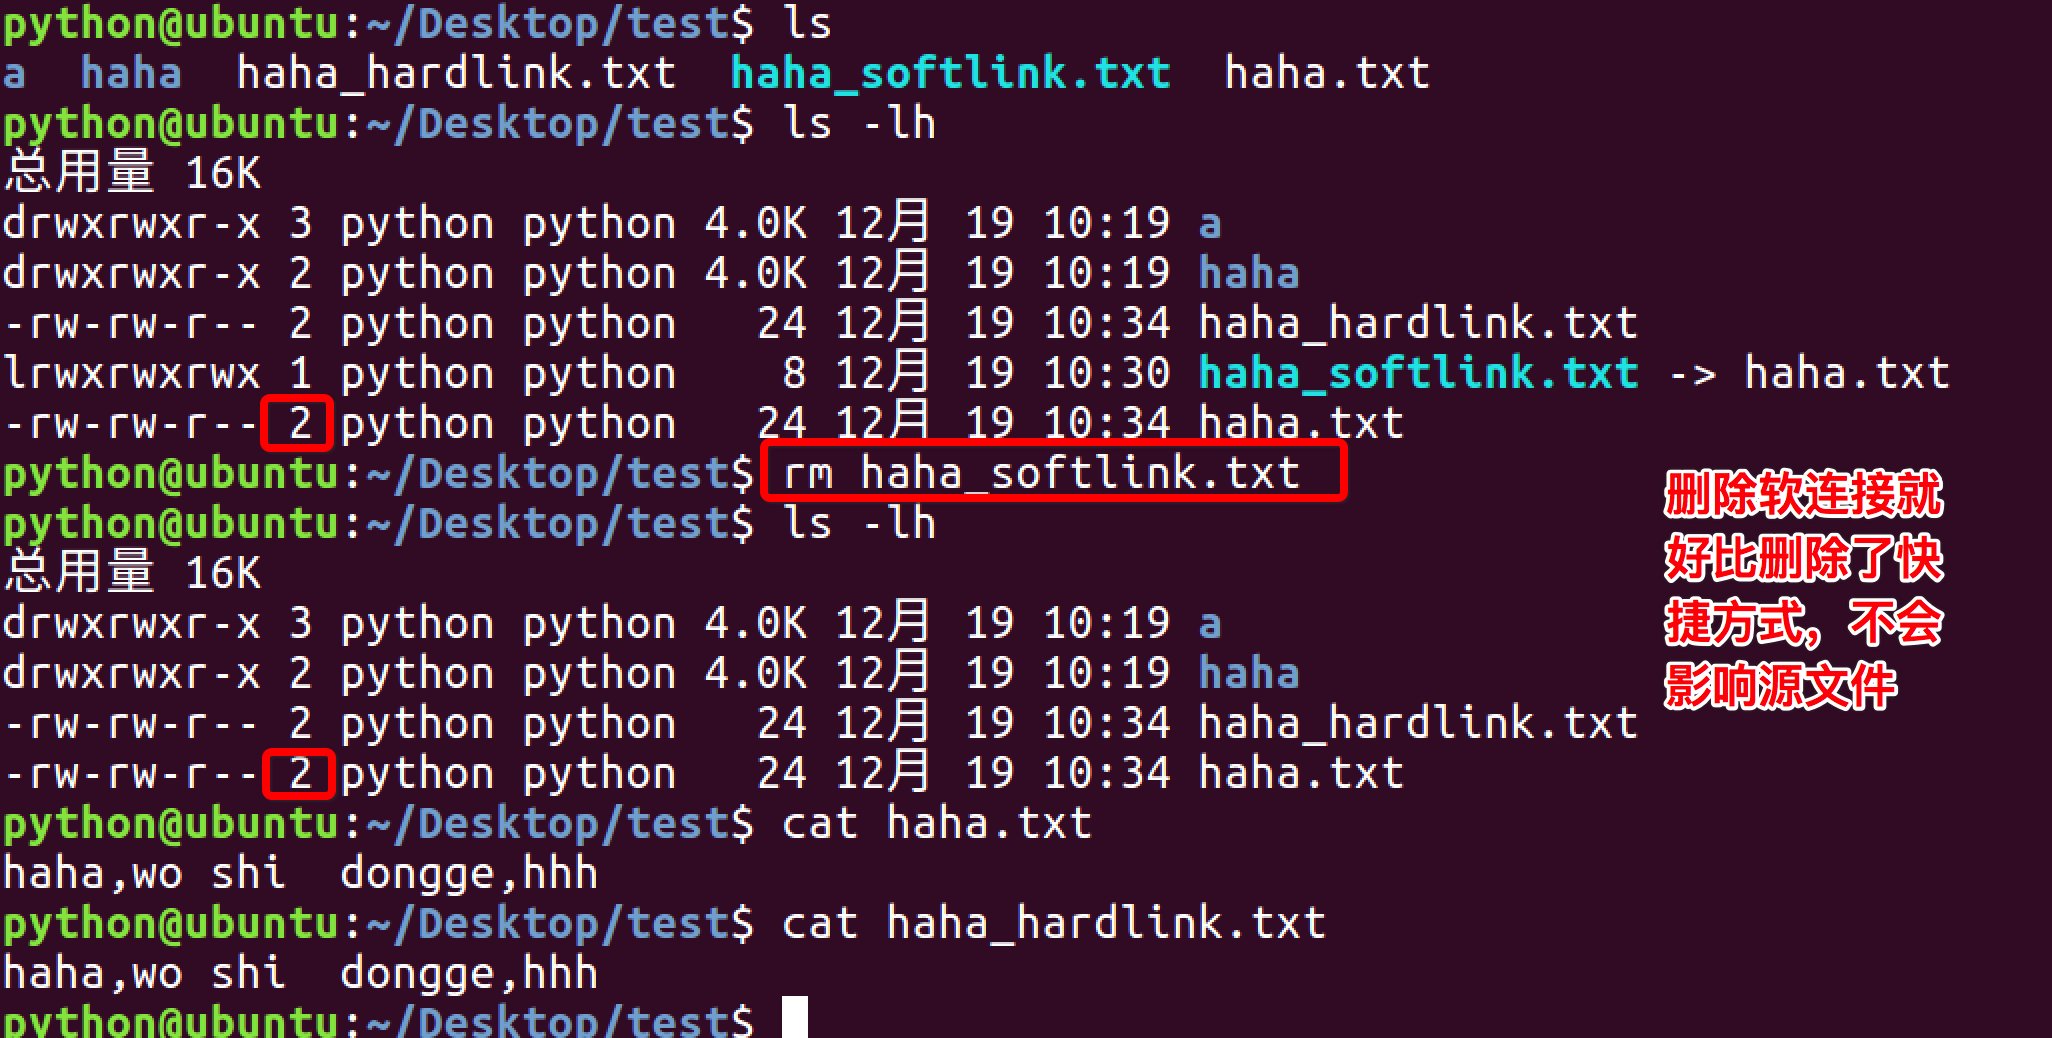 python@ubuntu:~/Desktop/test$ ls
a  haha  haha_hardlink.txt  haha_softlink.txt  haha.txt
python@ubuntu:~/Desktop/test$ ls -lh
总用量 16K
drwxrwxr-x 3 python python 4.0K 12月 19 10:19 a
drwxrwxr-x 2 python python 4.0K 12月 19 10:19 haha
-rw-rw-r-- 2 python python   24 12月 19 10:34 haha_hardlink.txt
lrwxrwxrwx 1 python python    8 12月 19 10:30 haha_softlink.txt -> haha.txt
-rw-rw-r-- 2 python python   24 12月 19 10:34 haha.txt
python@ubuntu:~/Desktop/test$ rm haha_softlink.txt
python@ubuntu:~/Desktop/test$ ls -lh
总用量 16K
drwxrwxr-x 3 python python 4.0K 12月 19 10:19 a
drwxrwxr-x 2 python python 4.0K 12月 19 10:19 haha
-rw-rw-r-- 2 python python   24 12月 19 10:34 haha_hardlink.txt
-rw-rw-r-- 2 python python   24 12月 19 10:34 haha.txt
python@ubuntu:~/Desktop/test$ cat haha.txt
haha,wo shi  dongge,hhh
python@ubuntu:~/Desktop/test$ cat haha_hardlink.txt
haha,wo shi  dongge,hhh
python@ubuntu:~/Desktop/test$
删除软连接就
好比删除了快
捷方式，不会
影响源文件